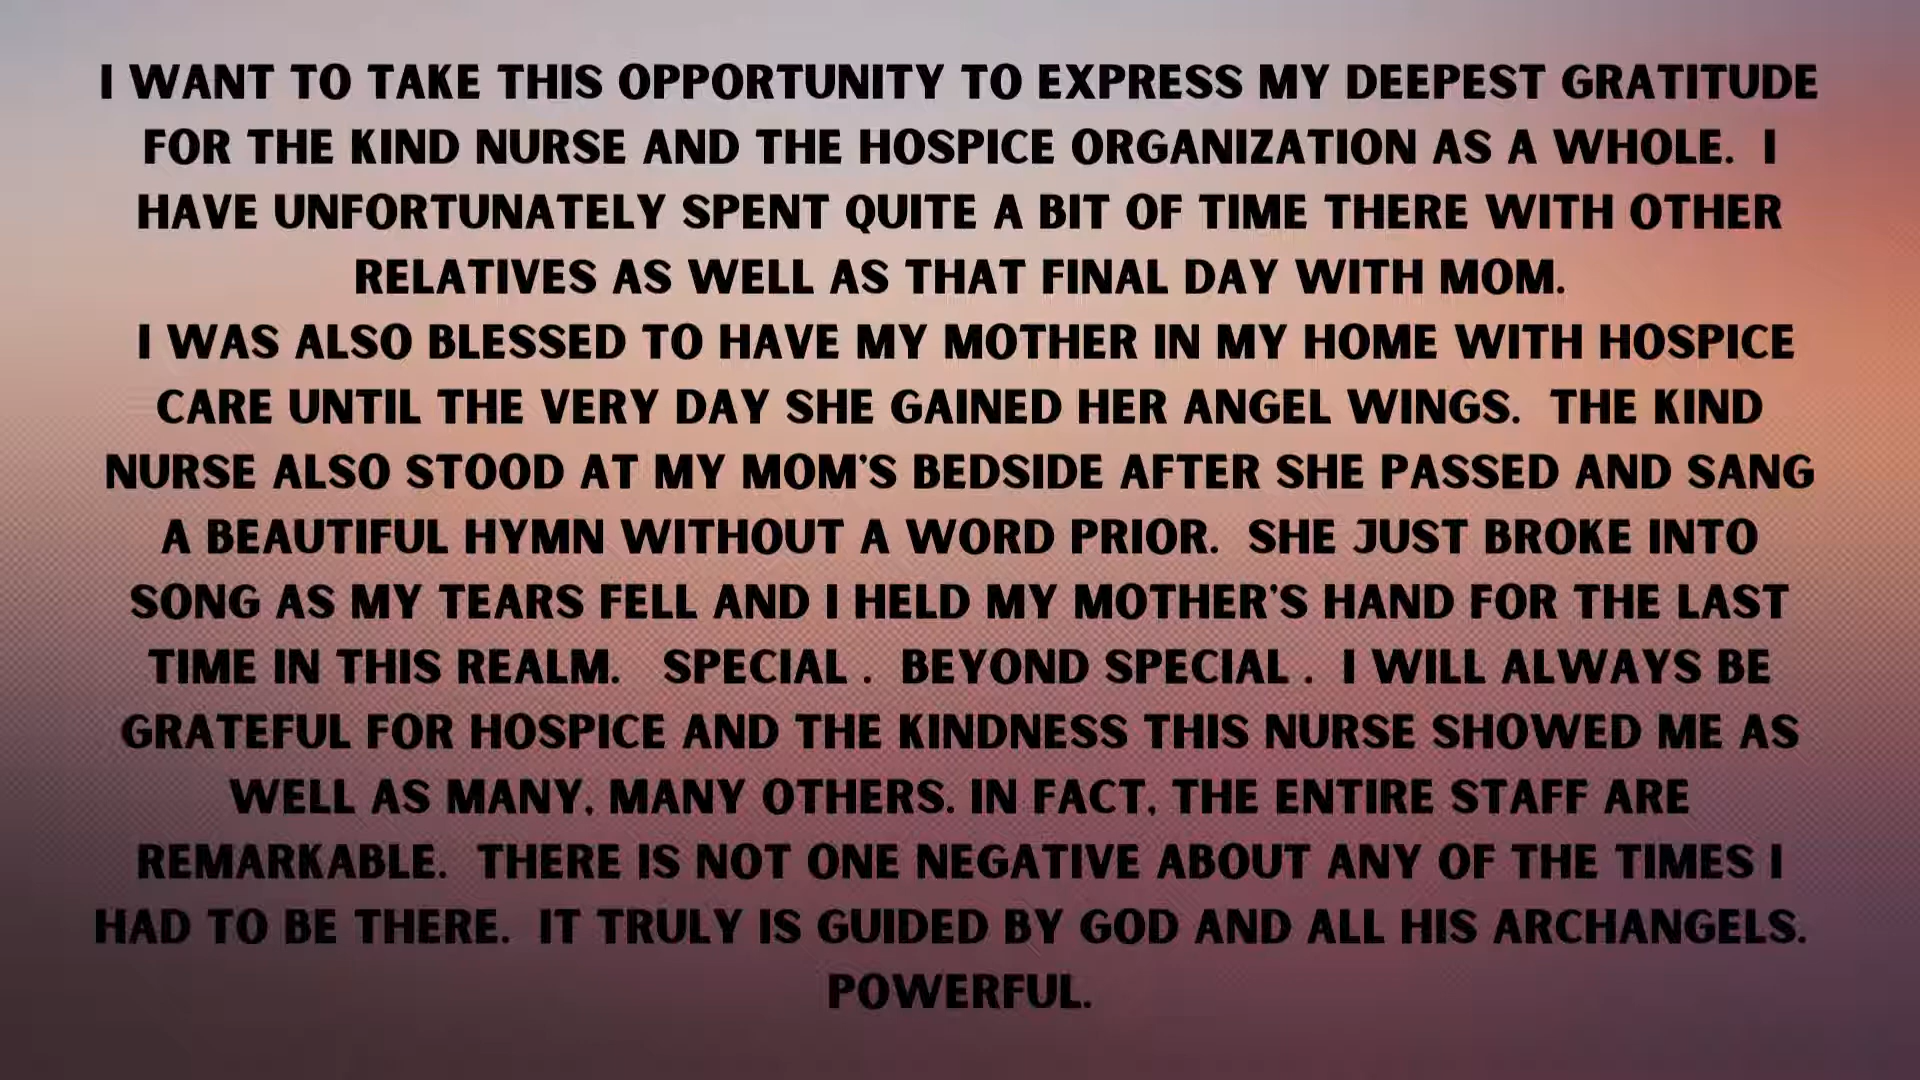 I WANT TO TAKE THIS OPPORTUNITY TO EXPRESS MY DEEPEST GRATITUDE
FOR THE KIND NURSE AND THE HOSPICE ORGANIZATION AS A WHOLE.  I
HAVE UNFORTUNATELY SPENT QUITE A BIT OF TIME THERE WITH OTHER
RELATIVES AS WELL AS THAT FINAL DAY WITH MOM.
I WAS ALSO BLESSED TO HAVE MY MOTHER IN MY HOME WITH HOSPICE
CARE UNTIL THE VERY DAY SHE GAINED HER ANGEL WINGS.  THE KIND
NURSE ALSO STOOD AT MY MOM'S BEDSIDE AFTER SHE PASSED AND SANG
A BEAUTIFUL HYMN WITHOUT A WORD PRIOR.  SHE JUST BROKE INTO
SONG AS MY TEARS FELL AND I HELD MY MOTHER'S HAND FOR THE LAST
TIME IN THIS REALM.   SPECIAL .  BEYOND SPECIAL .  I WILL ALWAYS BE
GRATEFUL FOR HOSPICE AND THE KINDNESS THIS NURSE SHOWED ME AS
WELL AS MANY, MANY OTHERS. IN FACT, THE ENTIRE STAFF ARE
REMARKABLE.  THERE IS NOT ONE NEGATIVE ABOUT ANY OF THE TIMES I
HAD TO BE THERE.  IT TRULY IS GUIDED BY GOD AND ALL HIS ARCHANGELS.
POWERFUL.